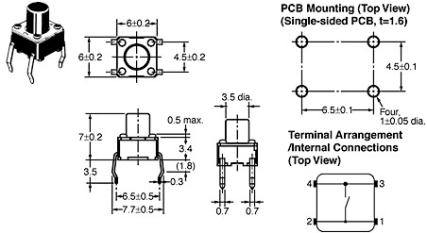 6±0.2
6±0.2
4.5±0.2
PCB Mounting (Top View)
(Single-sided PCB, t=1.6)
4.5±0.1
6.5±0.1
Four,
1±0.05 dia.
7±0.2
0.5 max.
3.4
(1.8)
3.5
0.3
6.5±0.5
7.7±0.5
3.5 dia.
0.7
0.7
Terminal Arrangement
/Internal Connections
(Top View)
4
3
2
1